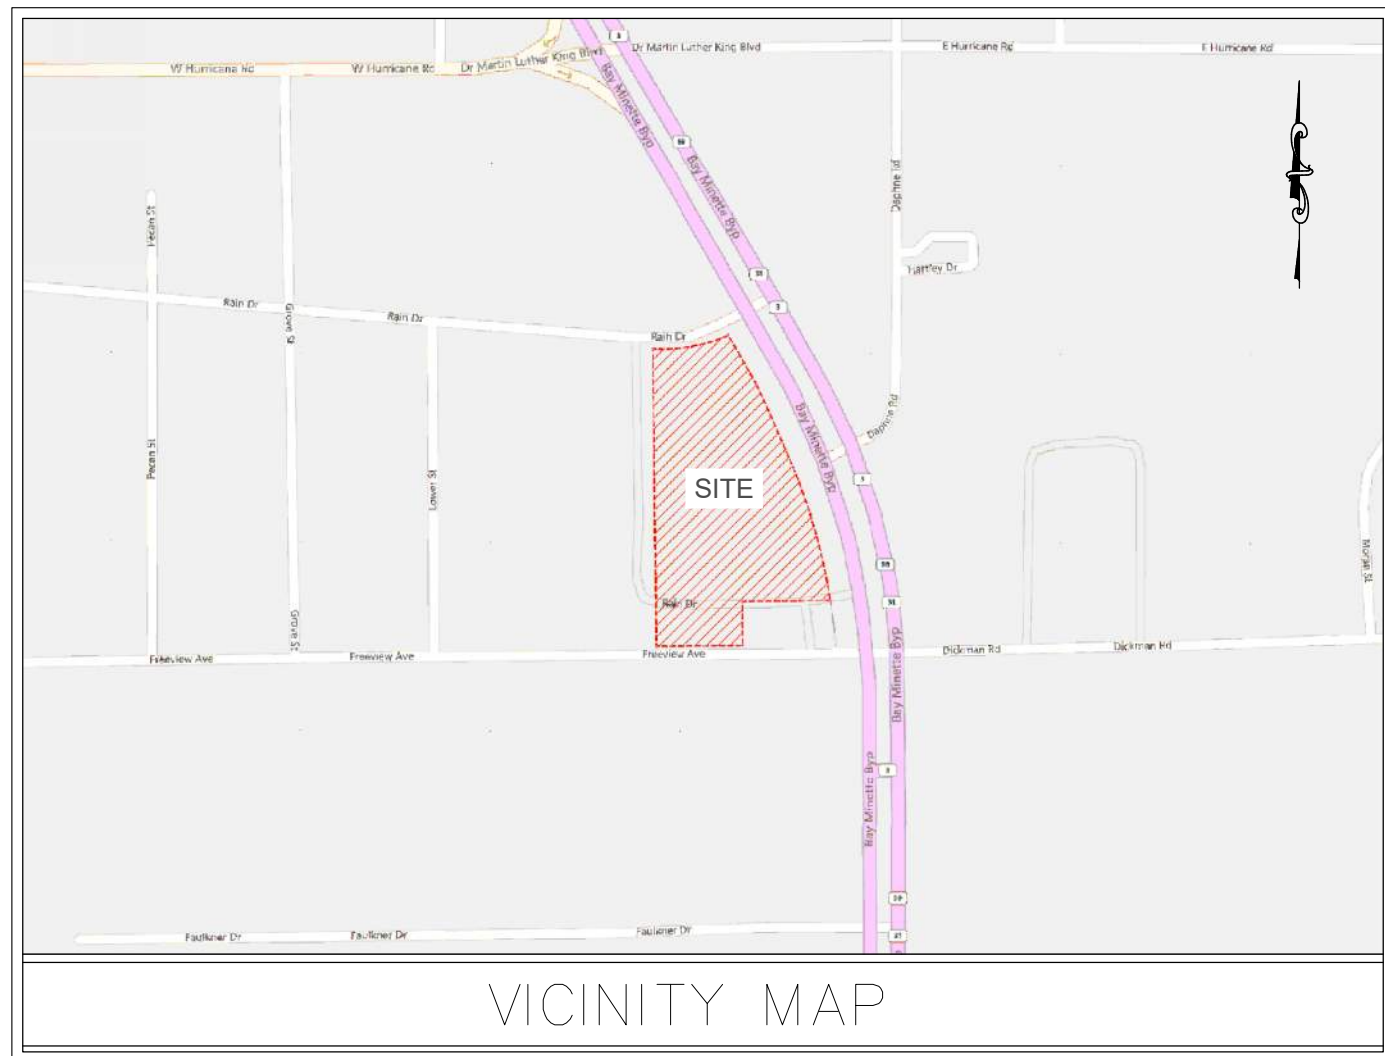 Dr Martin Luther King Blvd
E Hurricane Rd
E Hurricane Rd
W Hurricane Rd
W Hurricane Rd
Dr Martin Luther King Blvd
Bay Minette Byp
Bay Minette Byp
Daphne Rd
Pecan St
Hartley Dr
Rain Dr
Rain Dr
Rain Dr
Grove St
Bay Minette Byp
Daphne Rd
Pecan St
Lower St
SITE
Morse St
Rain Dr
Grove St
Freeview Ave
Freeview Ave
Freeview Ave
Dickman Rd
Dickman Rd
Bay Minette Byp
Bay Minette Byp
Faulkner Dr
Faulkner Dr
Faulkner Dr
VICINITY MAP